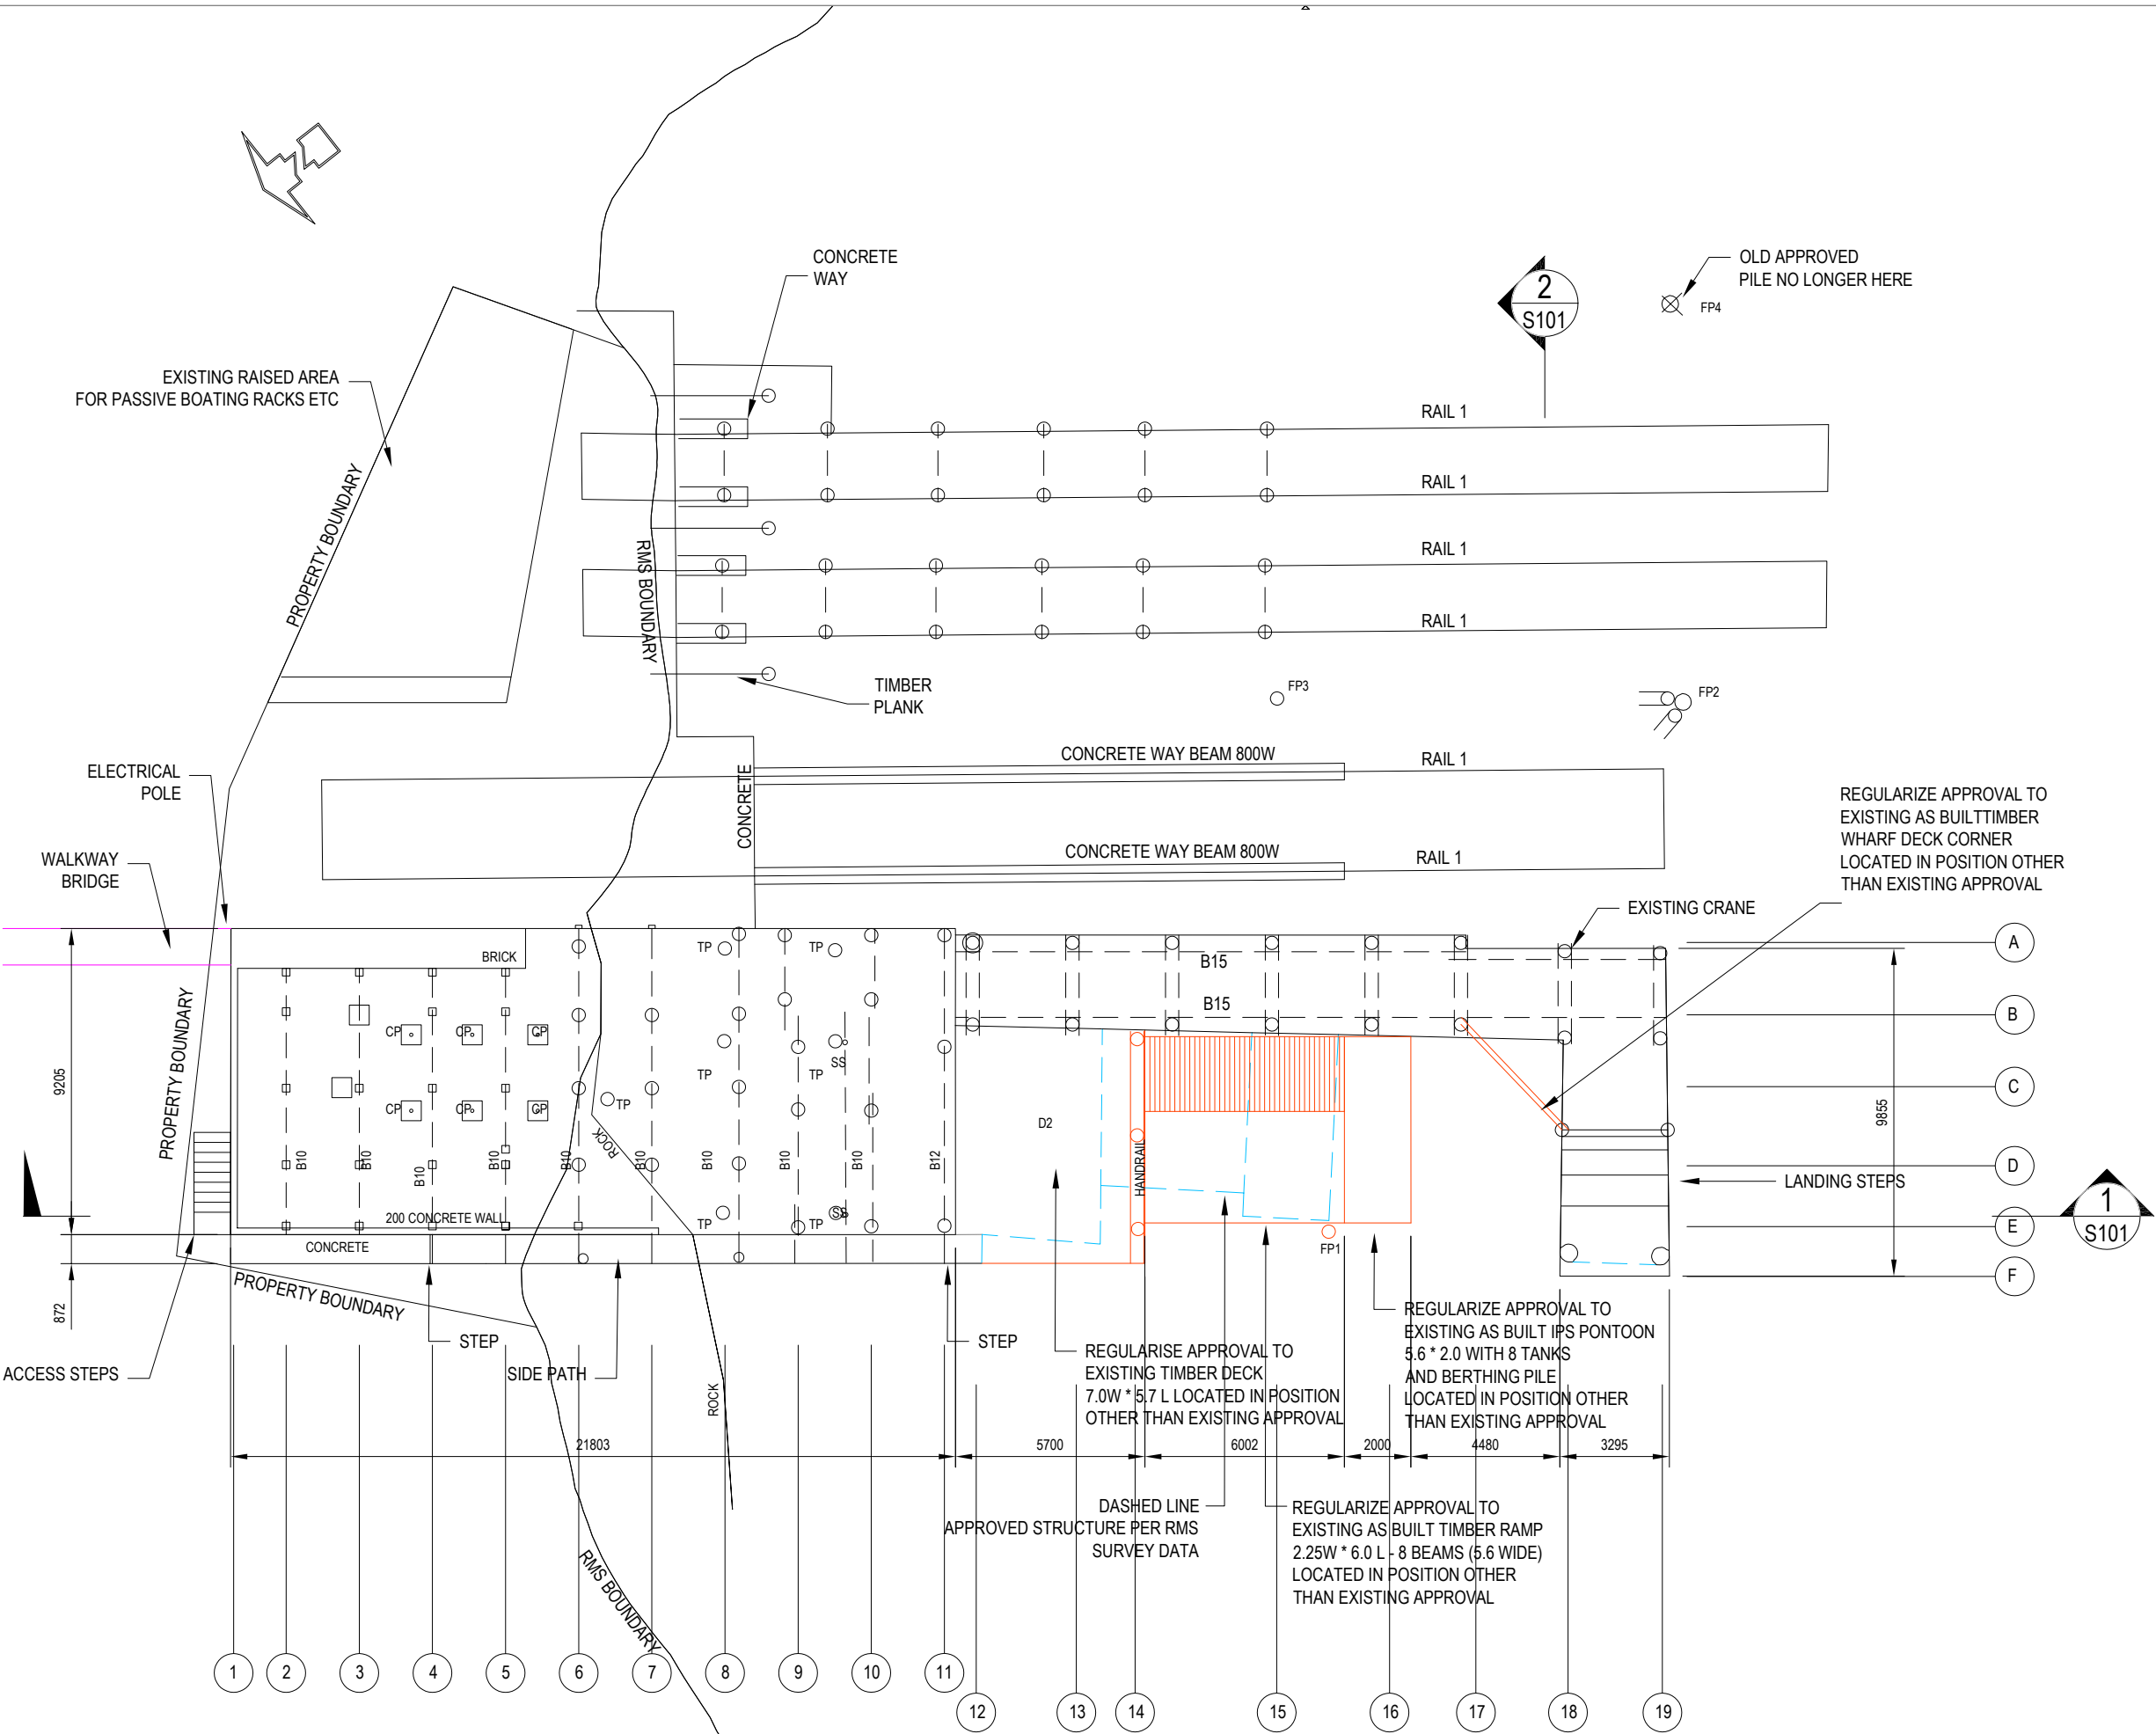 CONCRETE
WAY
2
S101
OLD APPROVED
PILE NO LONGER HERE
FP4
EXISTING RAISED AREA
FOR PASSIVE BOATING RACKS ETC
RAIL 1
RAIL 1
PROPERTY BOUNDARY
RMS BOUNDARY
RAIL 1
RAIL 1
TIMBER
PLANK
FP3
FP2
CONCRETE WAY BEAM 800W
RAIL 1
ELECTRICAL
POLE
CONCRETE
REGULARIZE APPROVAL TO
EXISTING AS BUILTTIMBER
WHARF DECK CORNER
LOCATED IN POSITION OTHER
THAN EXISTING APPROVAL
WALKWAY
BRIDGE
CONCRETE WAY BEAM 800W
RAIL 1
EXISTING CRANE
BRICK
TP
TP
A
B15
B15
B
PROPERTY BOUNDARY
9205
CP
CP
CP
SS
TP
TP
C
CP
CP
CP
TP
D2
9855
ROCK
B10
B10
B10
B10
B10
B10
B10
B10
B10
B12
HANDRAIL
D
LANDING STEPS
1
S101
200 CONCRETE WALL
TP
TP
SS
E
CONCRETE
FP1
F
872
PROPERTY BOUNDARY
STEP
STEP
ACCESS STEPS
SIDE PATH
ROCK
REGULARISE APPROVAL TO
EXISTING TIMBER DECK
7.0W * 5.7 L LOCATED IN POSITION
OTHER THAN EXISTING APPROVAL
REGULARIZE APPROVAL TO
EXISTING AS BUILT IPS PONTOON
5.6 * 2.0 WITH 8 TANKS
AND BERTHING PILE
LOCATED IN POSITION OTHER
THAN EXISTING APPROVAL
21803
5700
6002
2000
4480
3295
DASHED LINE
APPROVED STRUCTURE PER RMS
SURVEY DATA
REGULARIZE APPROVAL TO
EXISTING AS BUILT TIMBER RAMP
2.25W * 6.0 L - 8 BEAMS (5.6 WIDE)
LOCATED IN POSITION OTHER
THAN EXISTING APPROVAL
RMS BOUNDARY
1
2
3
4
5
6
7
8
9
10
11
12
13
14
15
16
17
18
19